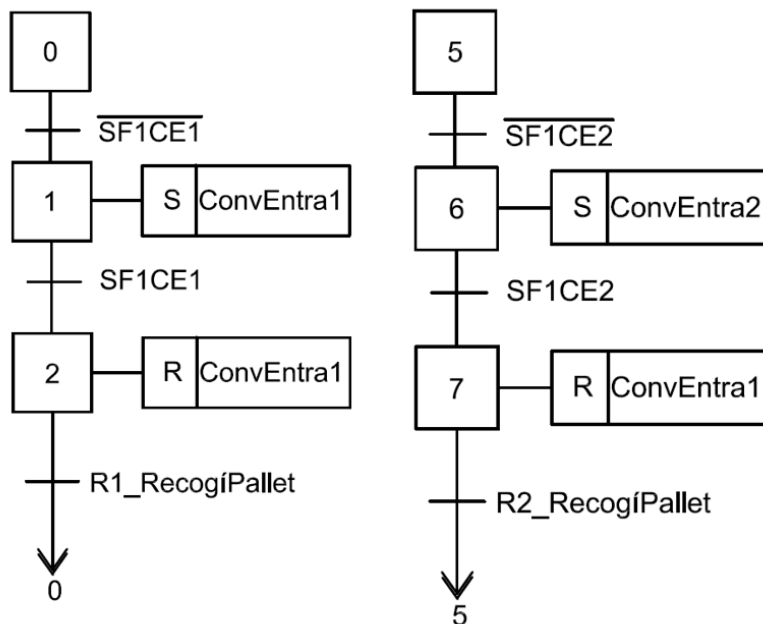 0
SF1CE1
1
S ConvEntra1
SF1CE1
2
R ConvEntra1
R1_RecogíPallet
0
5
SF1CE2
6
S ConvEntra2
SF1CE2
7
R ConvEntra1
R2_RecogíPallet
5